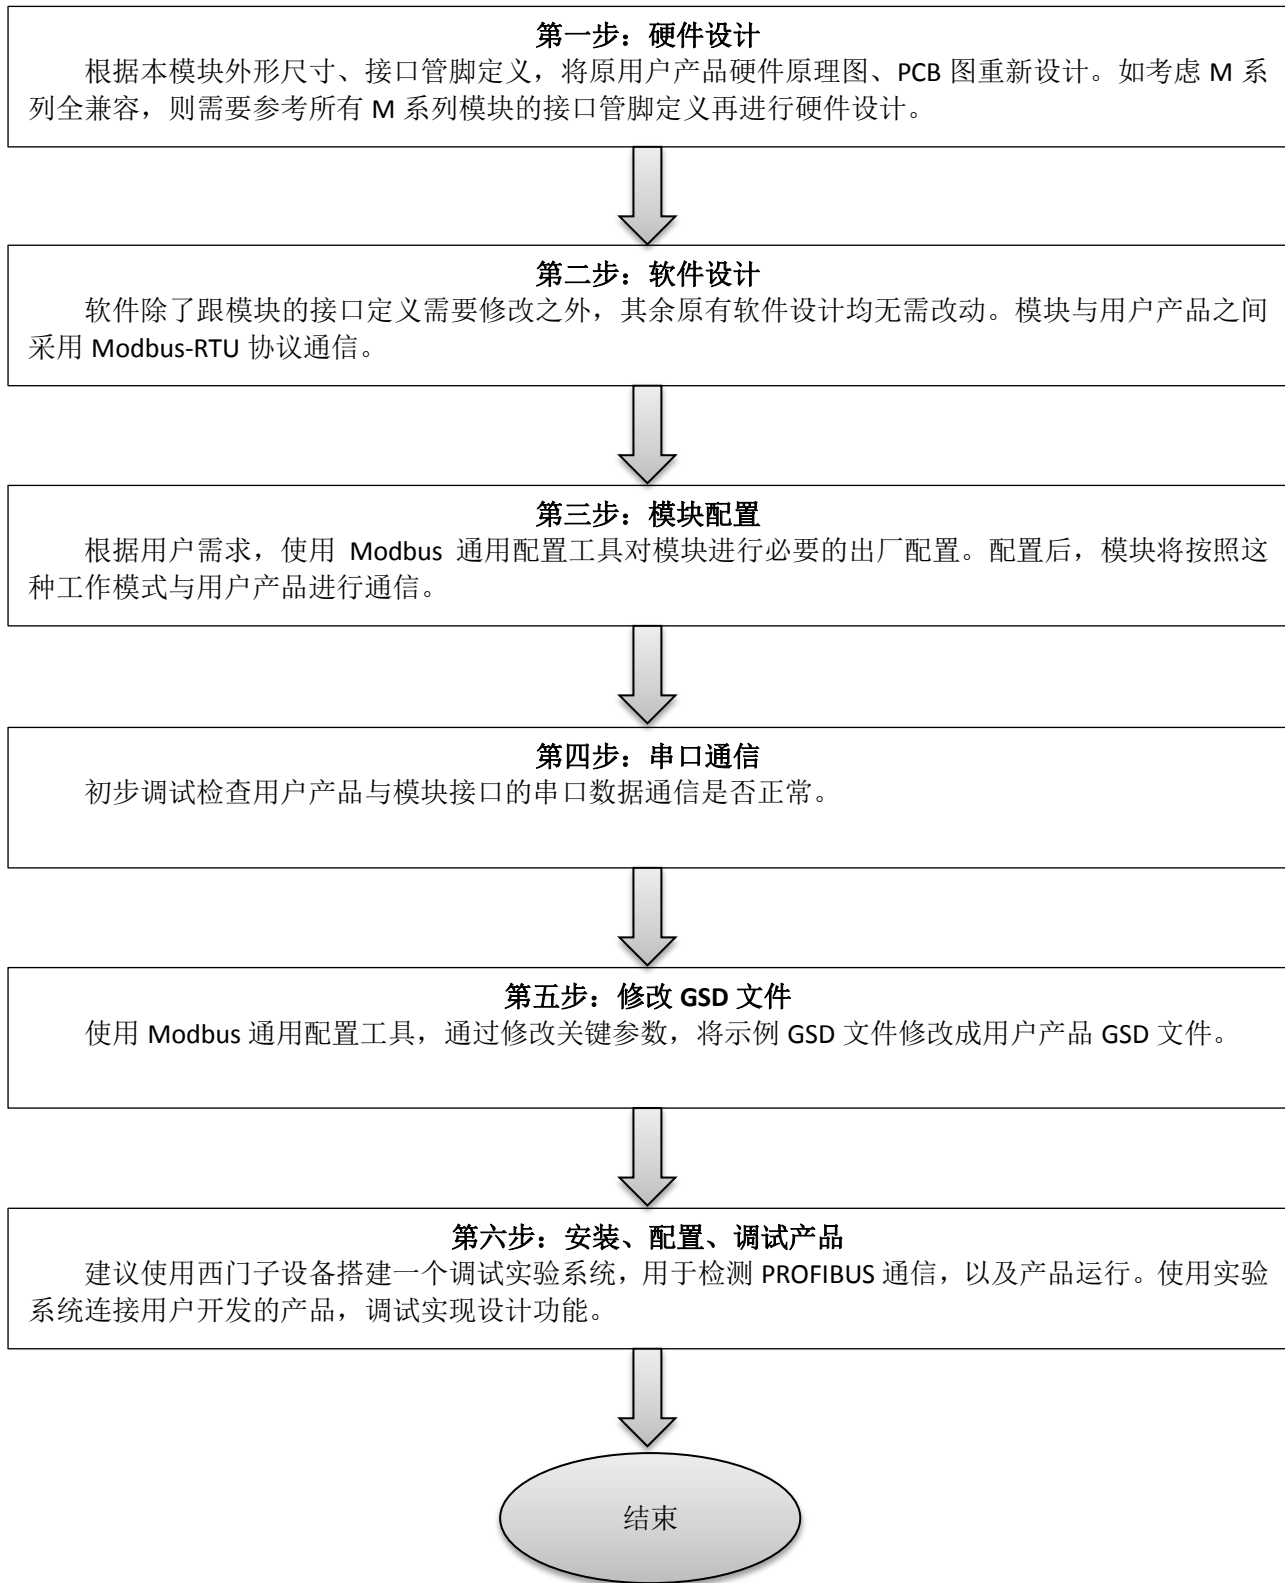 第一步：硬件设计
根据本模块外形尺寸、接口管脚定义，将原用户产品硬件原理图、PCB 图重新设计。如考虑 M 系
列全兼容，则需要参考所有 M 系列模块的接口管脚定义再进行硬件设计。
第二步：软件设计
软件除了跟模块的接口定义需要修改之外，其余原有软件设计均无需改动。模块与用户产品之间
采用 Modbus-RTU 协议通信。
第三步：模块配置
根据用户需求，使用 Modbus 通用配置工具对模块进行必要的出厂配置。配置后，模块将按照这
种工作模式与用户产品进行通信。
第四步：串口通信
初步调试检查用户产品与模块接口的串口数据通信是否正常。
第五步：修改 GSD 文件
使用 Modbus 通用配置工具，通过修改关键参数，将示例 GSD 文件修改成用户产品 GSD 文件。
第六步：安装、配置、调试产品
建议使用西门子设备搭建一个调试实验系统，用于检测 PROFIBUS 通信，以及产品运行。使用实验
系统连接用户开发的产品，调试实现设计功能。
结束